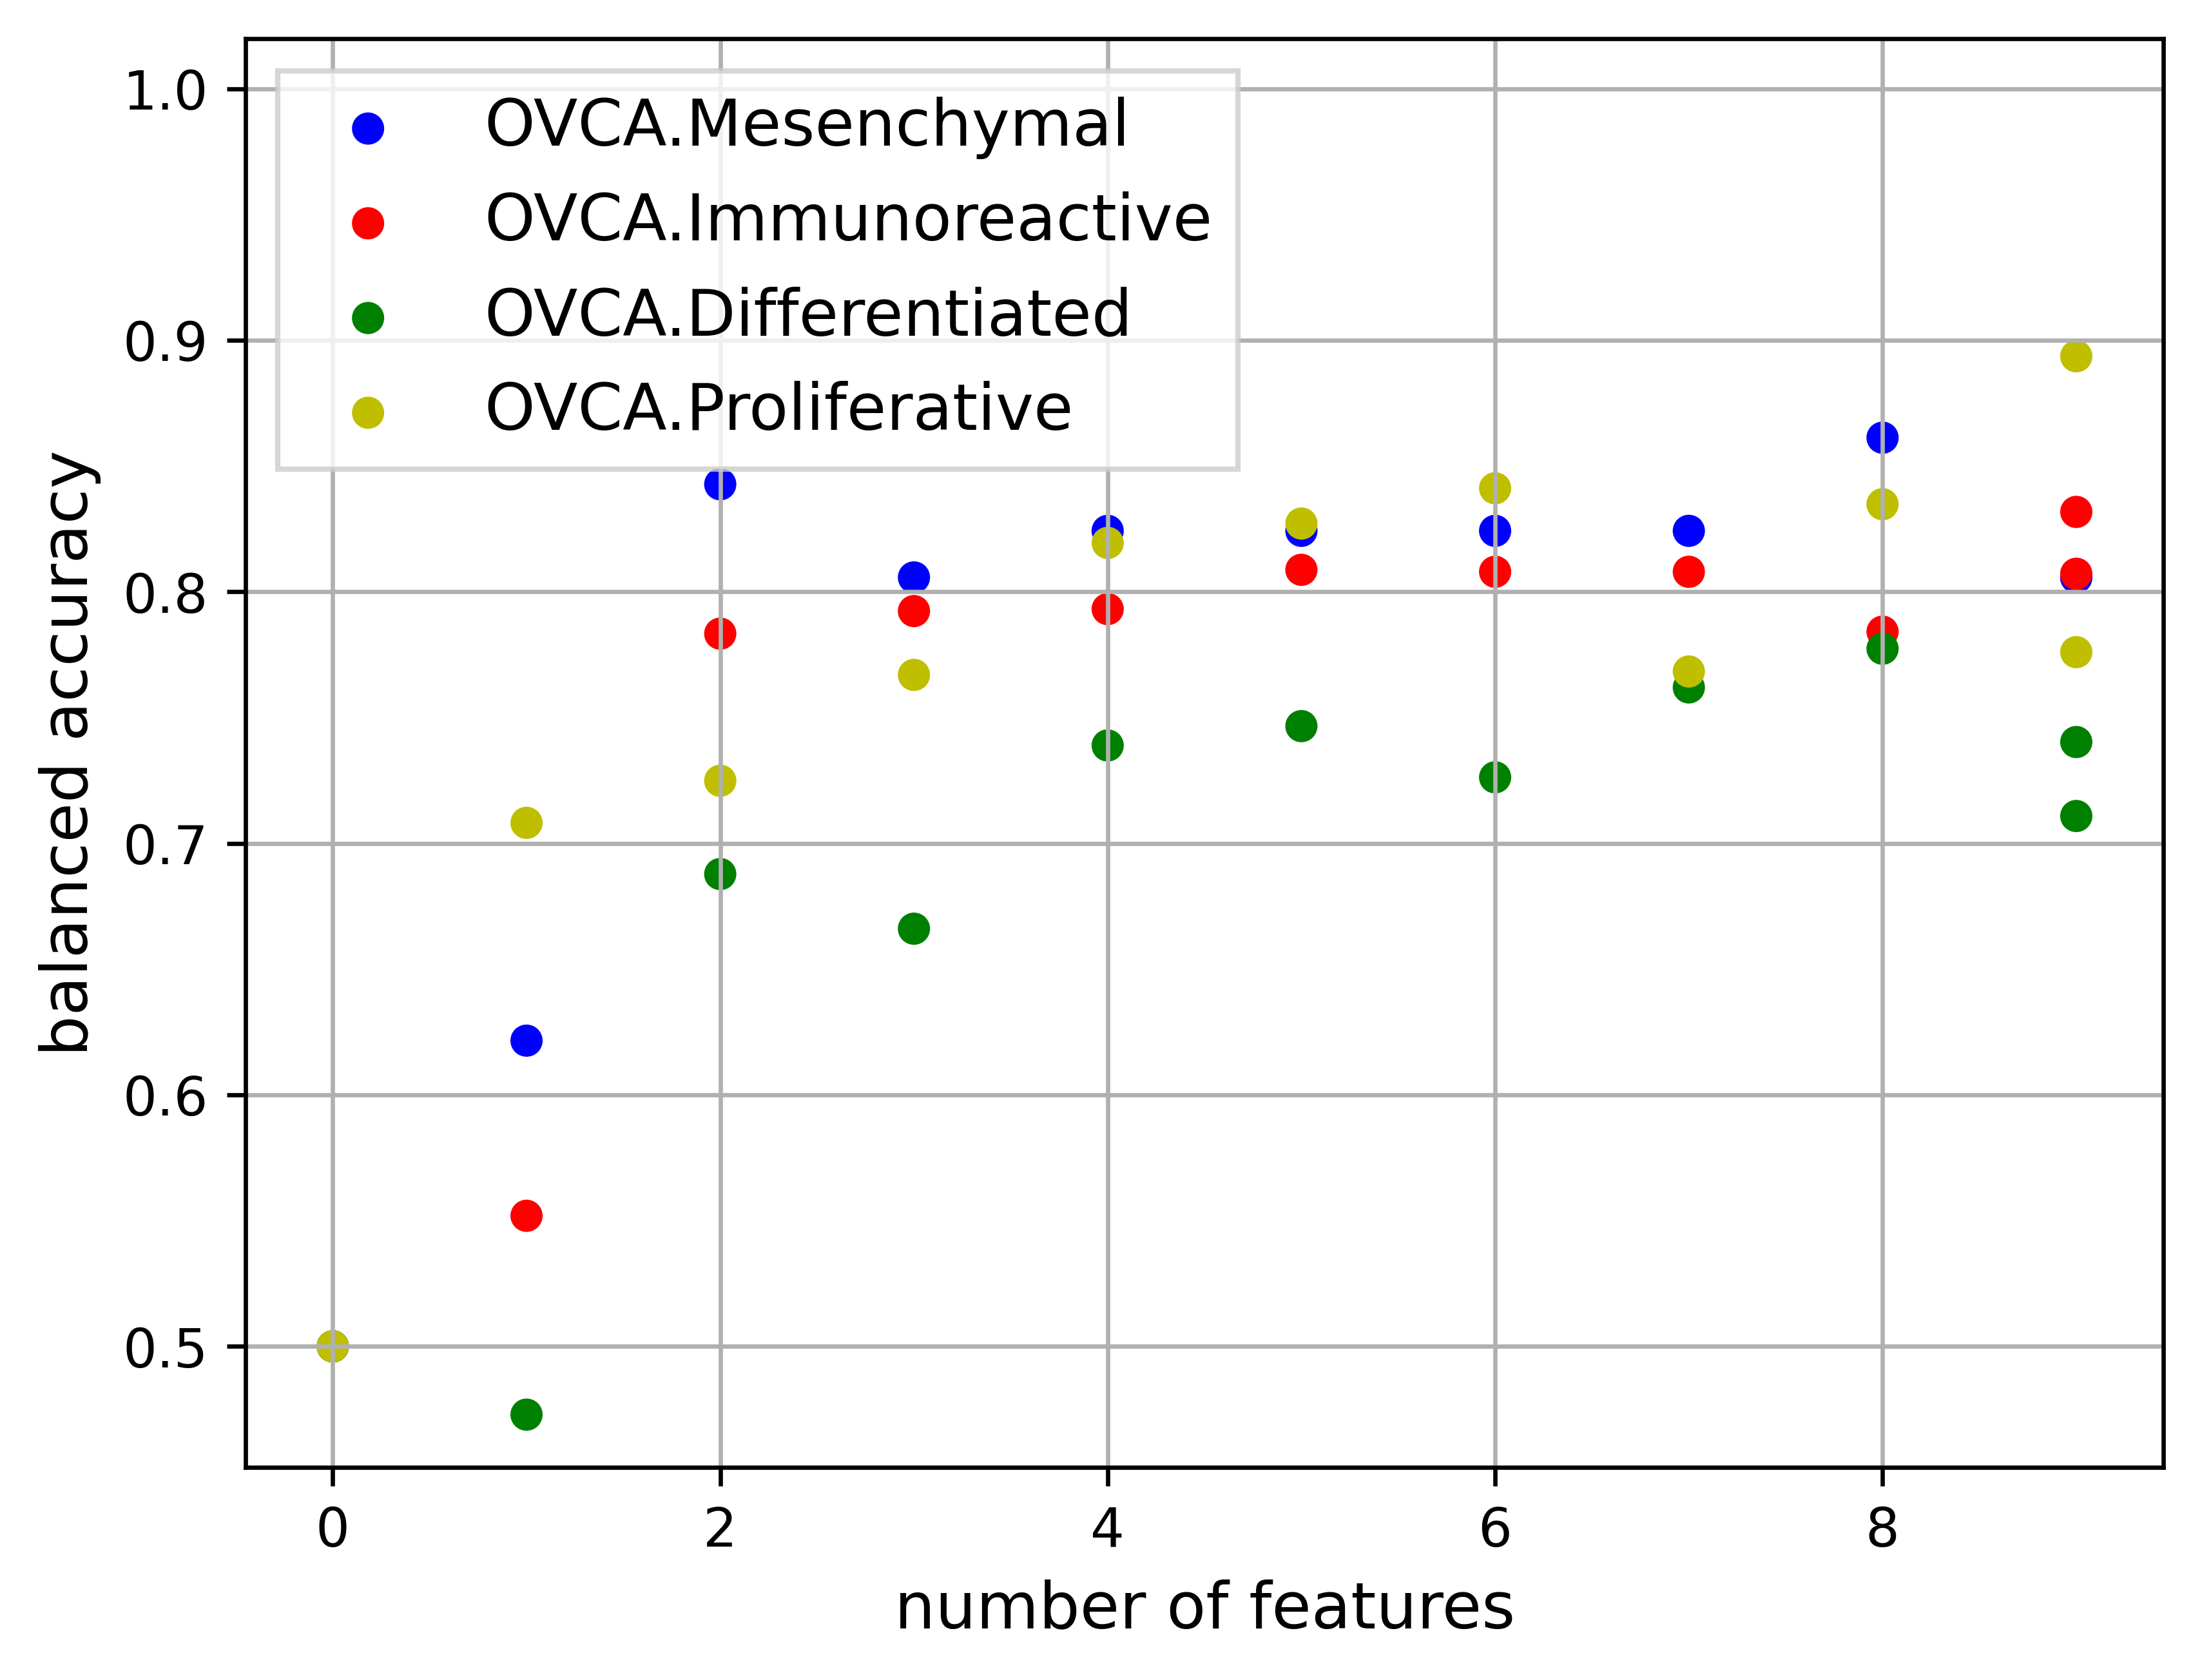 OVCA.Mesenchymal
OVCA.Immunoreactive
OVCA.Differentiated
OVCA.Proliferative
1.0
0.9
0.8
0.7
0.6
0.5
balanced accuracy
0 2 4 6 8
number of features